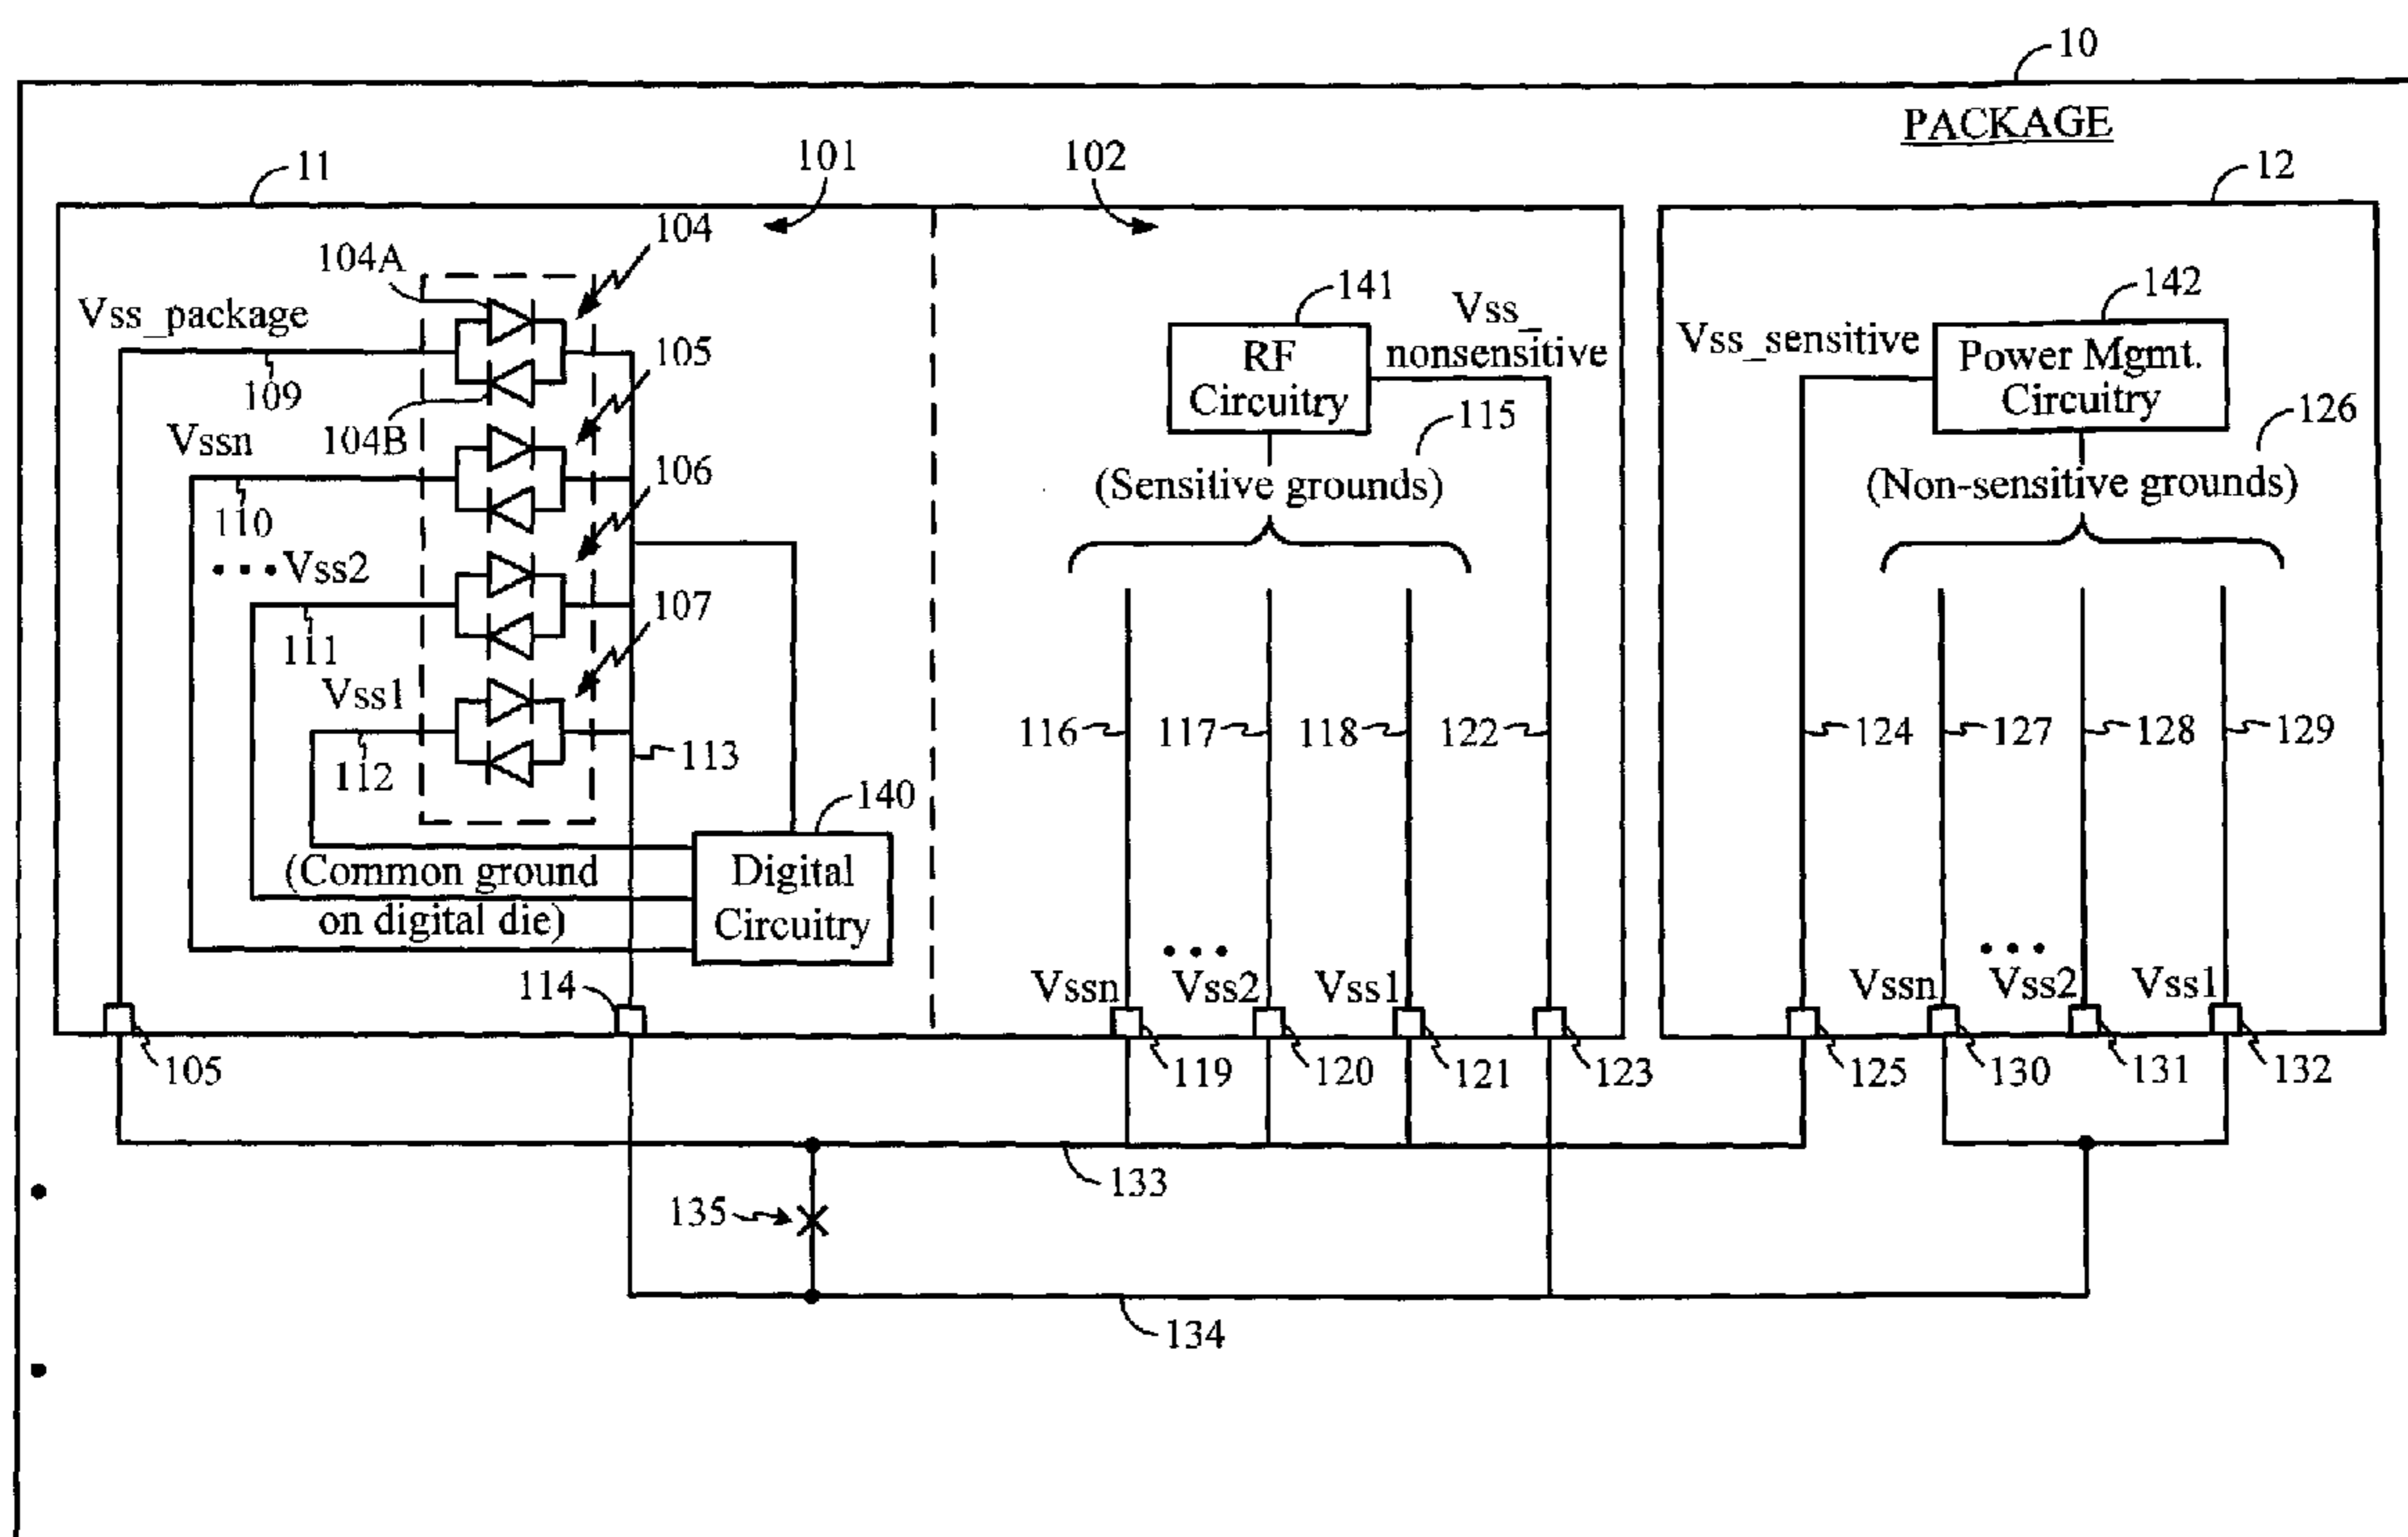 10
PACKAGE
11
101
102
12
104
104A
Vss_package
109
104B
105
Vssn
110
106
Vss2
111
107
Vss1
112
113
140
(Common ground
on digital die)
Digital
Circuitry
114
105
141
RF
Circuitry
Vss_
nonsensitive
115
(Sensitive grounds)
116
117
118
122
Vssn
Vss2
Vss1
119
120
121
123
142
Vss_sensitive
Power Mgmt.
Circuitry
126
(Non-sensitive grounds)
124
127
128
129
Vssn
Vss2
Vss1
125
130
131
132
133
135
134